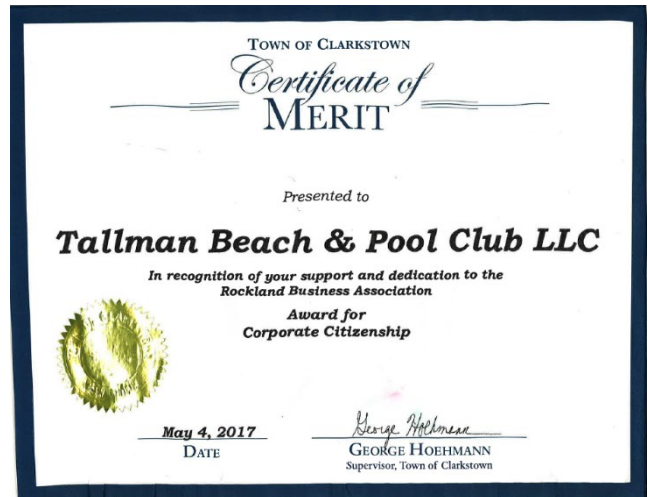 TOWN OF CLARKSTOWN
Certificate of
MERIT
Presented to
Tallman Beach & Pool Club LLC
In recognition of your support and dedication to the
Rockland Business Association
Award for
Corporate Citizenship
May 4, 2017
DATE
George Hoehmann
GEORGE HOEHMANN
Supervisor, Town of Clarkstown